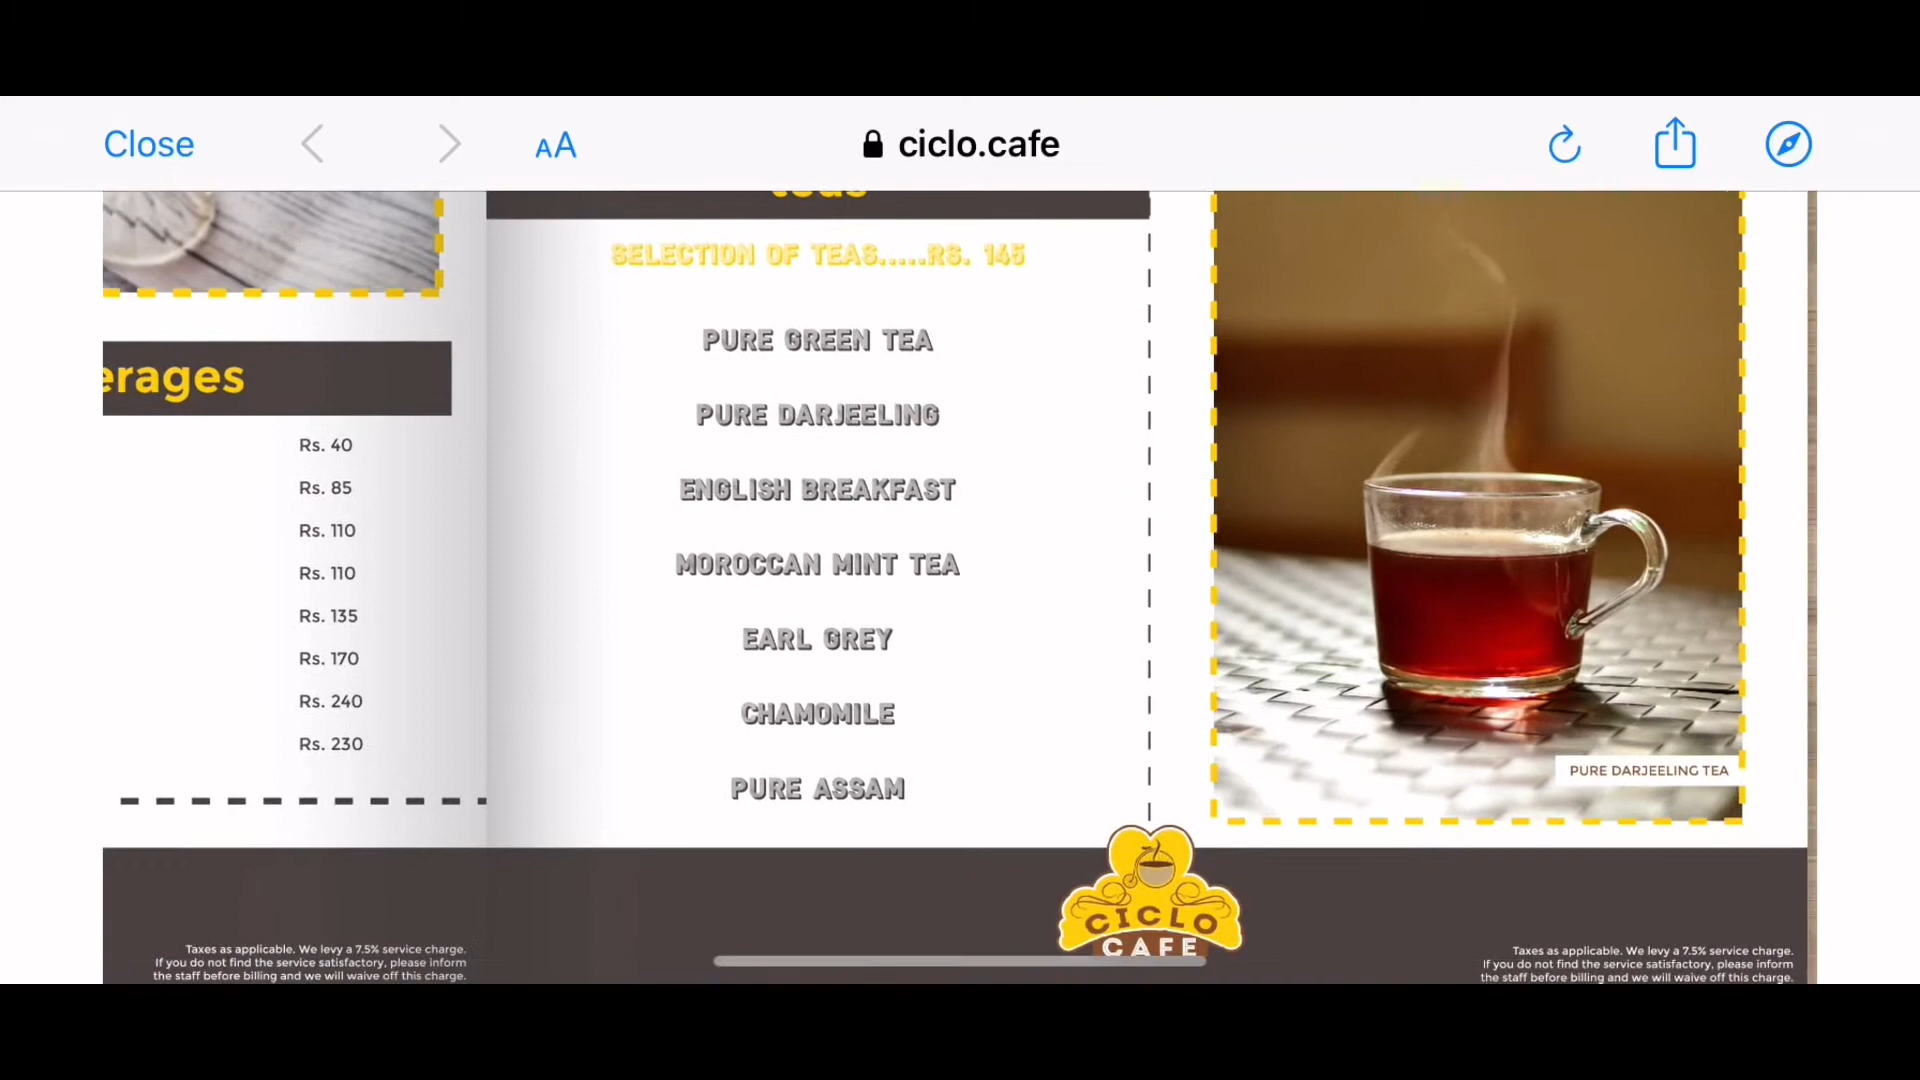 Close
AA
ciclo.cafe
teas
SELECTION OF TEAS.....RS. 145
PURE GREEN TEA
PURE DARJEELING
ENGLISH BREAKFAST
MOROCCAN MINT TEA
EARL GREY
CHAMOMILE
PURE ASSAM
erages
Rs. 40
Rs. 85
Rs. 110
Rs. 110
Rs. 135
Rs. 170
Rs. 240
Rs. 230
PURE DARJEELING TEA
CICLO
CAFE
Taxes as applicable. We levy a 7.5% service charge.
If you do not find the service satisfactory, please inform
the staff before billing and we will waive off this charge.
Taxes as applicable. We levy a 7.5% service charge.
If you do not find the service satisfactory, please inform
the staff before billing and we will waive off this charge.